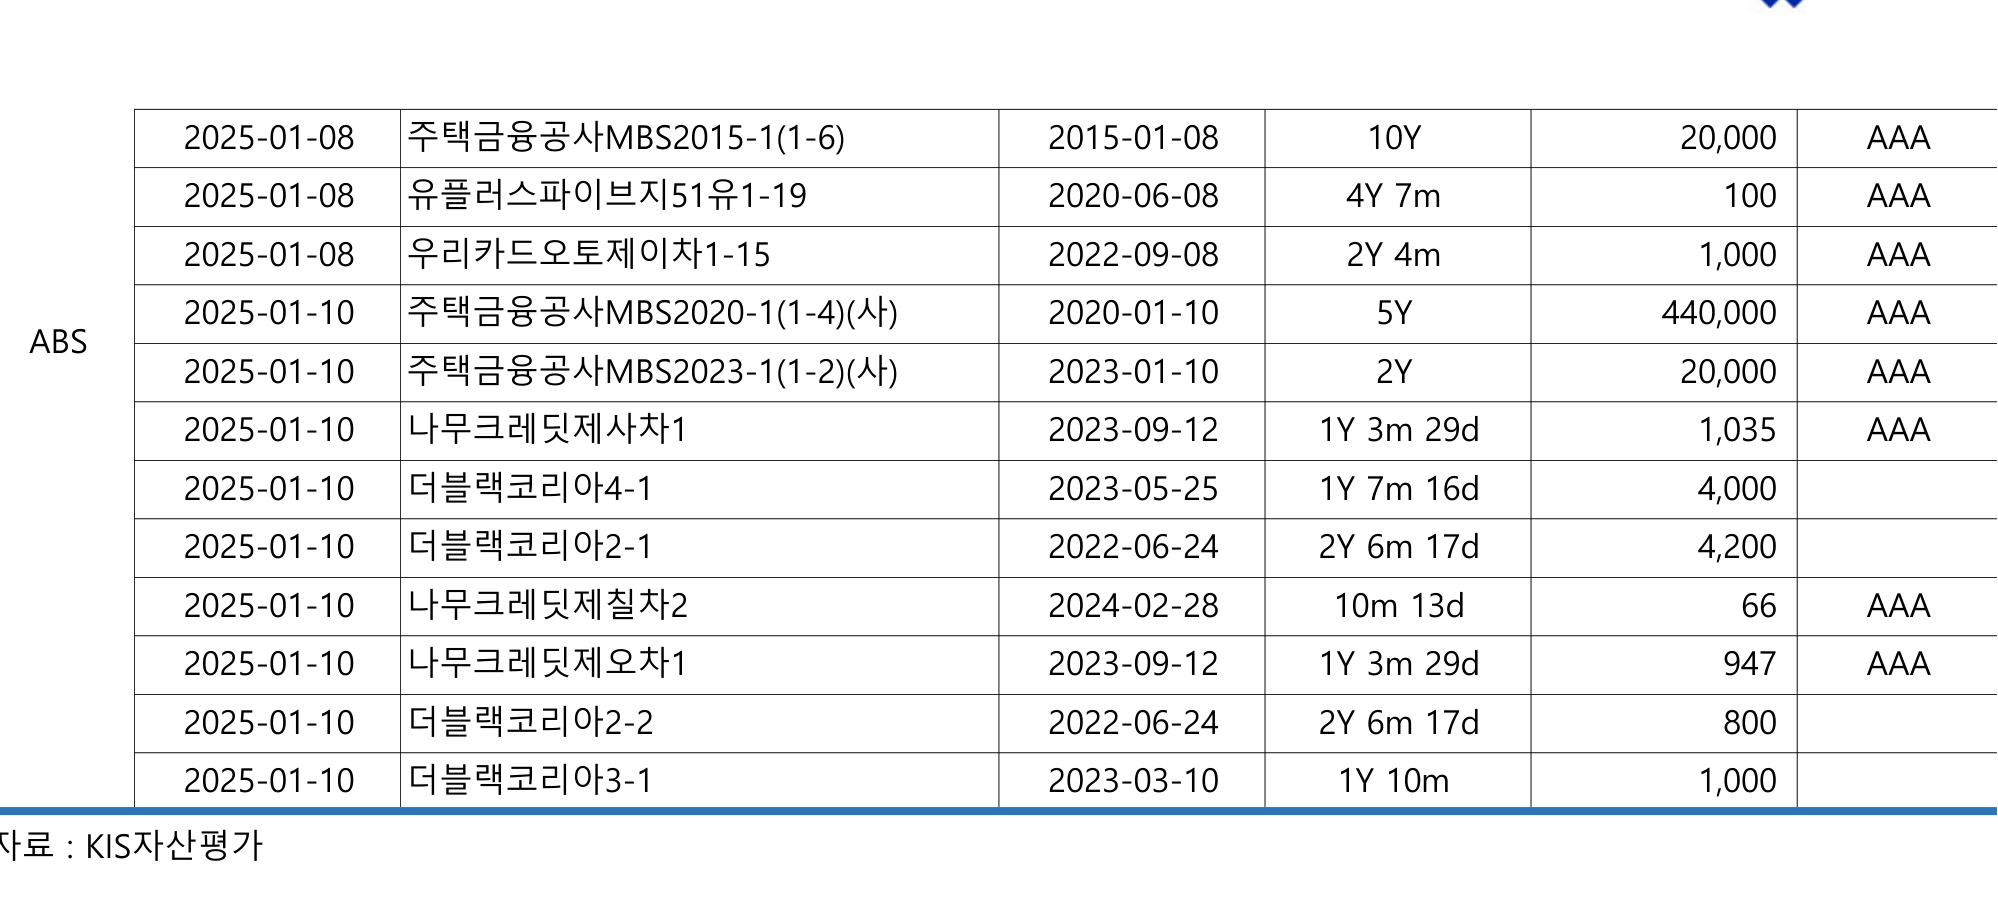 2025-01-08 주택금융공사MBS2015-1(1-6) 2015-01-08 10Y 20,000 AAA
2025-01-08 유플러스파이브지51유1-19 2020-06-08 4Y 7m 100 AAA
2025-01-08 우리카드오토제이차1-15 2022-09-08 2Y 4m 1,000 AAA
2025-01-10 주택금융공사MBS2020-1(1-4)(사) 2020-01-10 5Y 440,000 AAA
ABS
2025-01-10 주택금융공사MBS2023-1(1-2)(사) 2023-01-10 2Y 20,000 AAA
2025-01-10 나무크레딧제사차1 2023-09-12 1Y 3m 29d 1,035 AAA
2025-01-10 더블랙코리아4-1 2023-05-25 1Y 7m 16d 4,000
2025-01-10 더블랙코리아2-1 2022-06-24 2Y 6m 17d 4,200
2025-01-10 나무크레딧제칠차2 2024-02-28 10m 13d 66 AAA
2025-01-10 나무크레딧제오차1 2023-09-12 1Y 3m 29d 947 AAA
2025-01-10 더블랙코리아2-2 2022-06-24 2Y 6m 17d 800
2025-01-10 더블랙코리아3-1 2023-03-10 1Y 10m 1,000
자료 : KIS자산평가